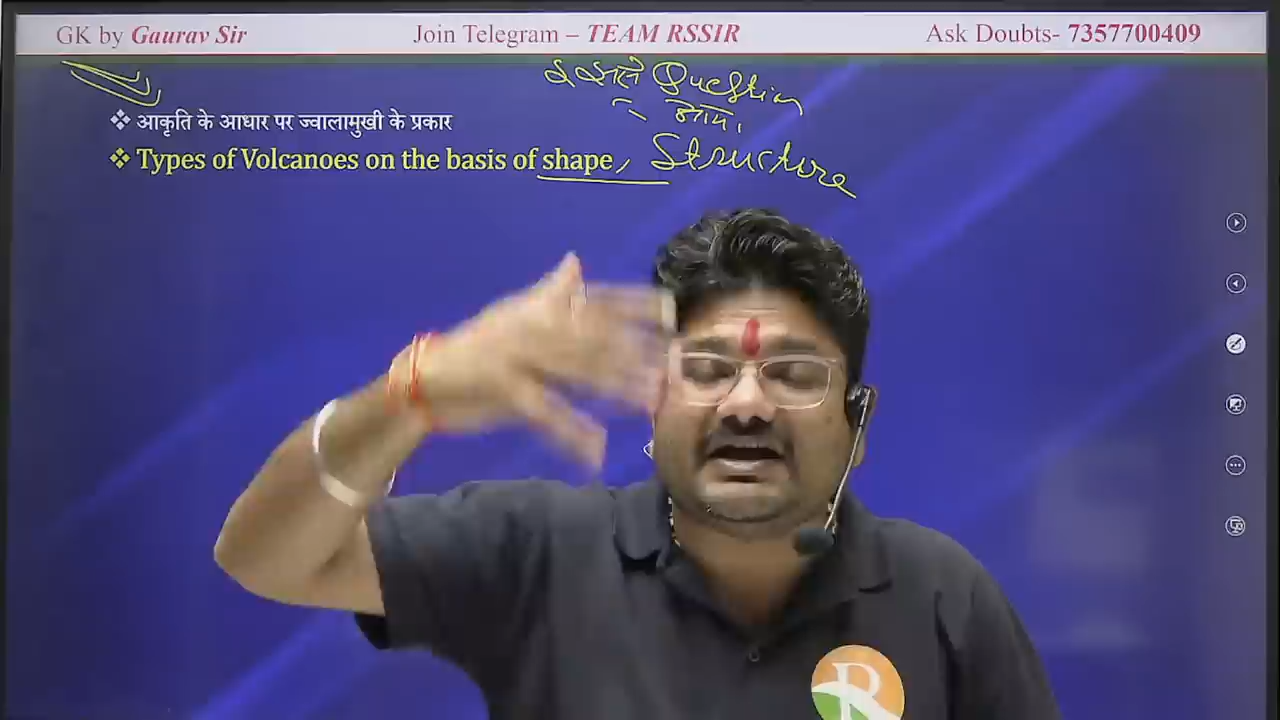 GK by Gaurav Sir Join Telegram – TEAM RSSIR Ask Doubts- 7357700409
Question
❖ आकृति के आधार पर ज्वालामुखी के प्रकार
❖ Types of Volcanoes on the basis of shape, Structure
R